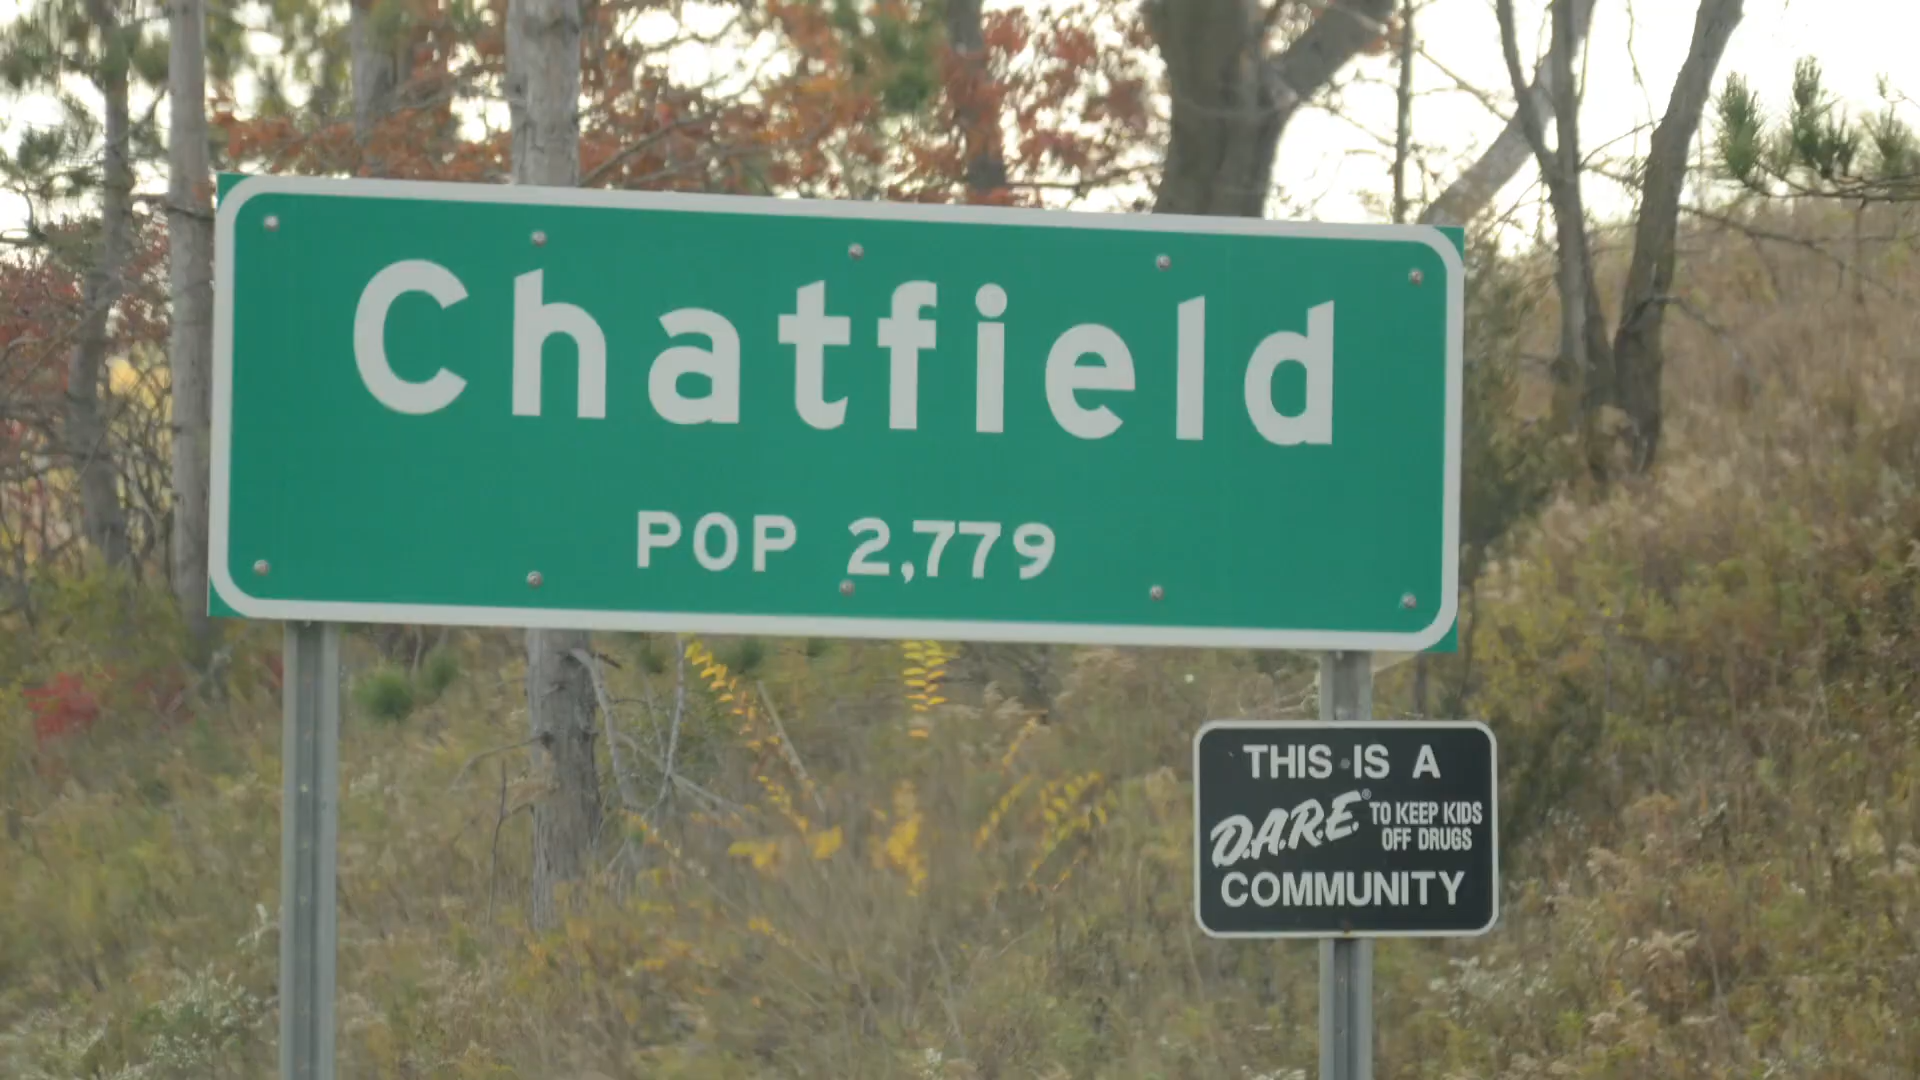 Chatfield
POP 2,779
THIS IS A
D.A.R.E.® TO KEEP KIDS
OFF DRUGS
COMMUNITY